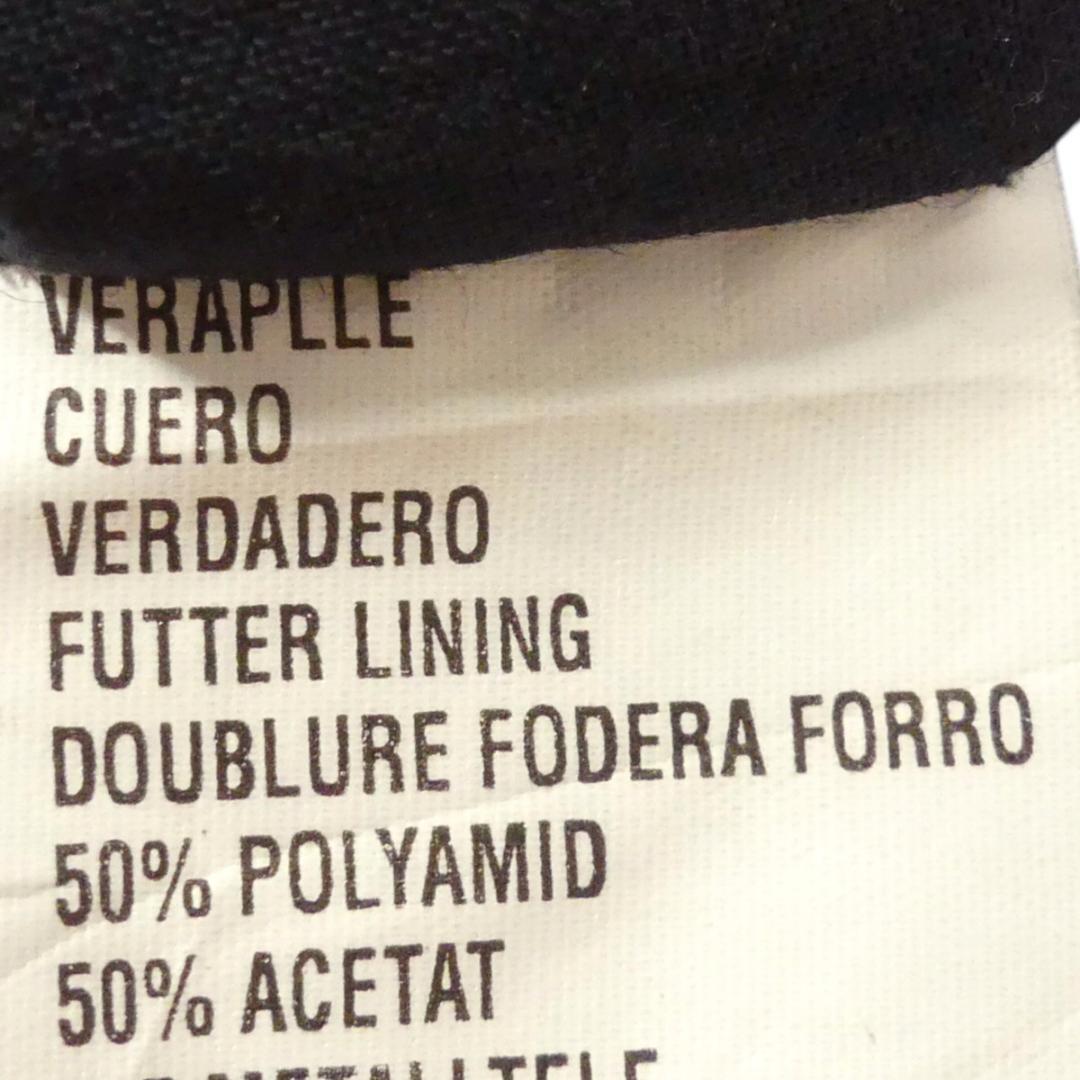 VERAPLLE
CUERO
VERDADERO
FUTTER LINING
DOUBLURE FODERA FORRO
50% POLYAMID
50% ACETAT